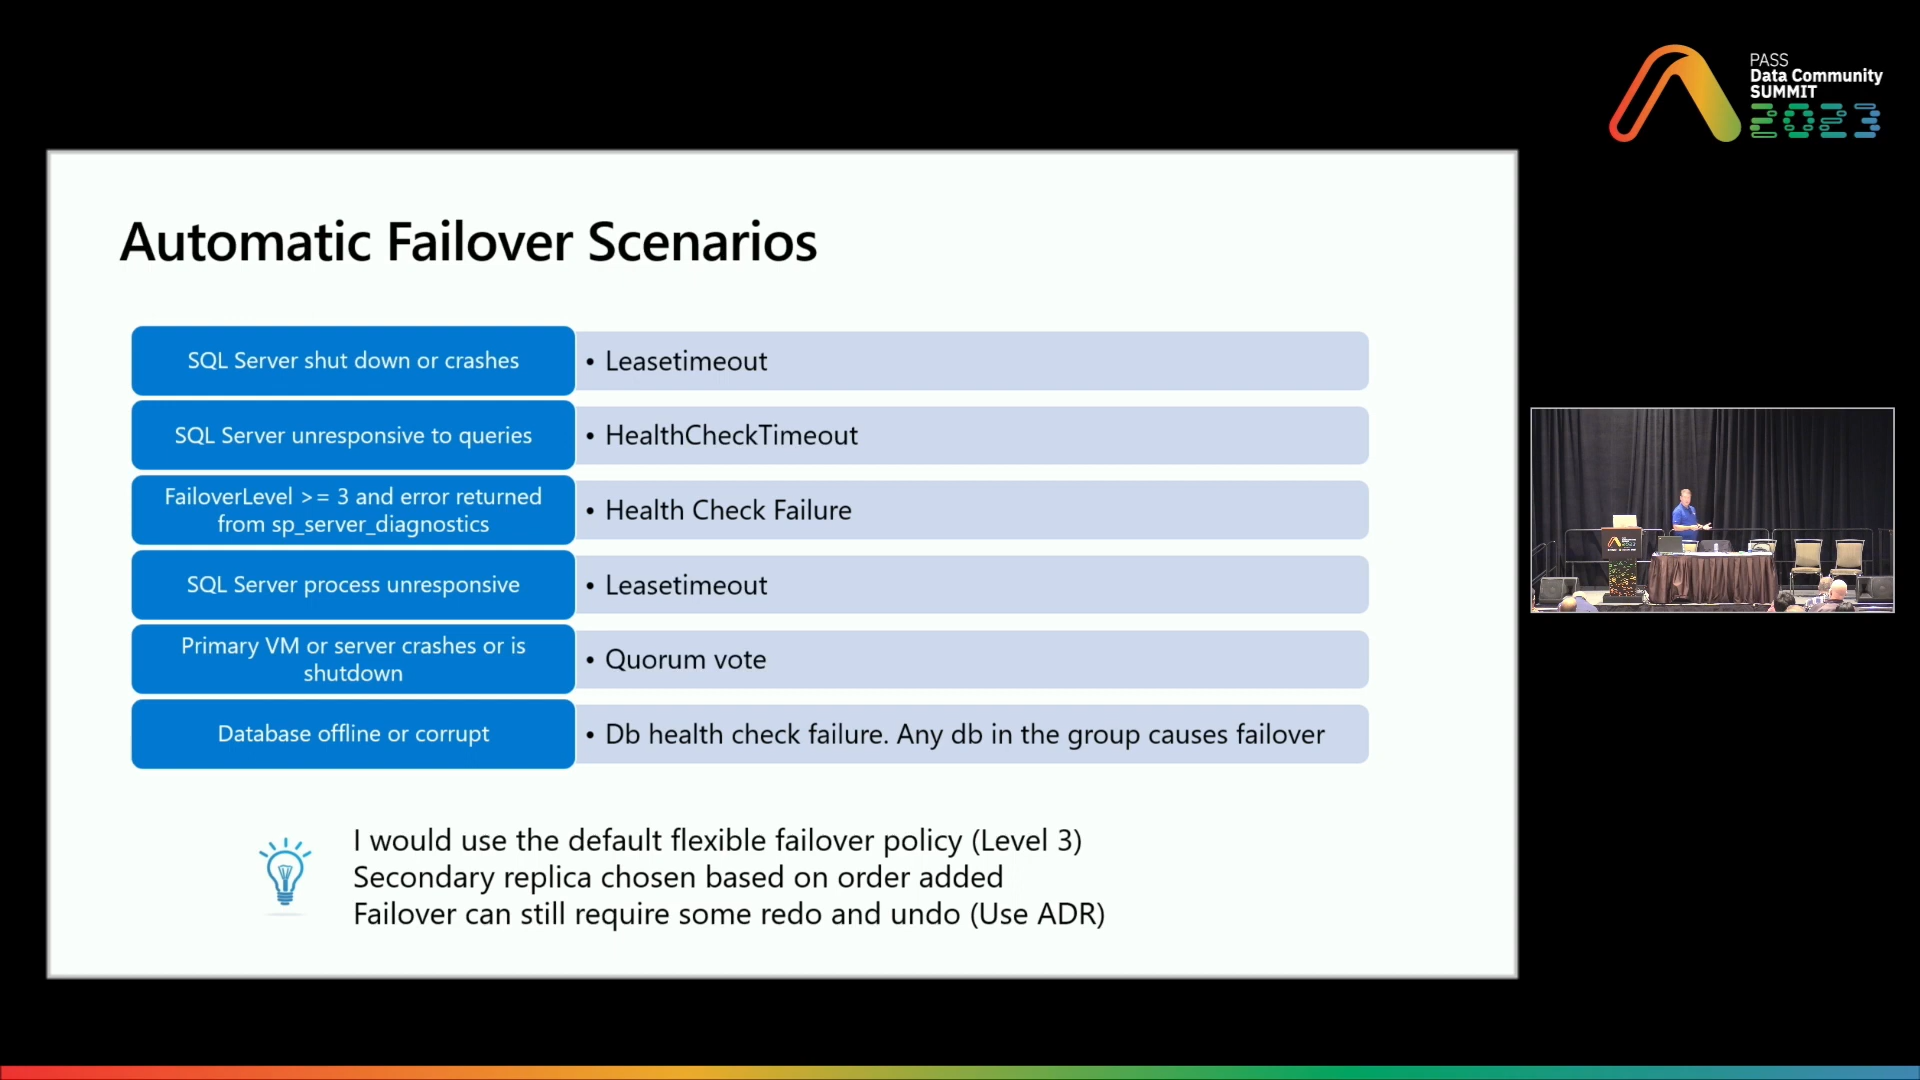 PASS
Data Community
SUMMIT
2023
Automatic Failover Scenarios
SQL Server shut down or crashes
• Leasetimeout
SQL Server unresponsive to queries
• HealthCheckTimeout
FailoverLevel >= 3 and error returned
from sp_server_diagnostics
• Health Check Failure
SQL Server process unresponsive
• Leasetimeout
Primary VM or server crashes or is
shutdown
• Quorum vote
Database offline or corrupt
• Db health check failure. Any db in the group causes failover
I would use the default flexible failover policy (Level 3)
Secondary replica chosen based on order added
Failover can still require some redo and undo (Use ADR)